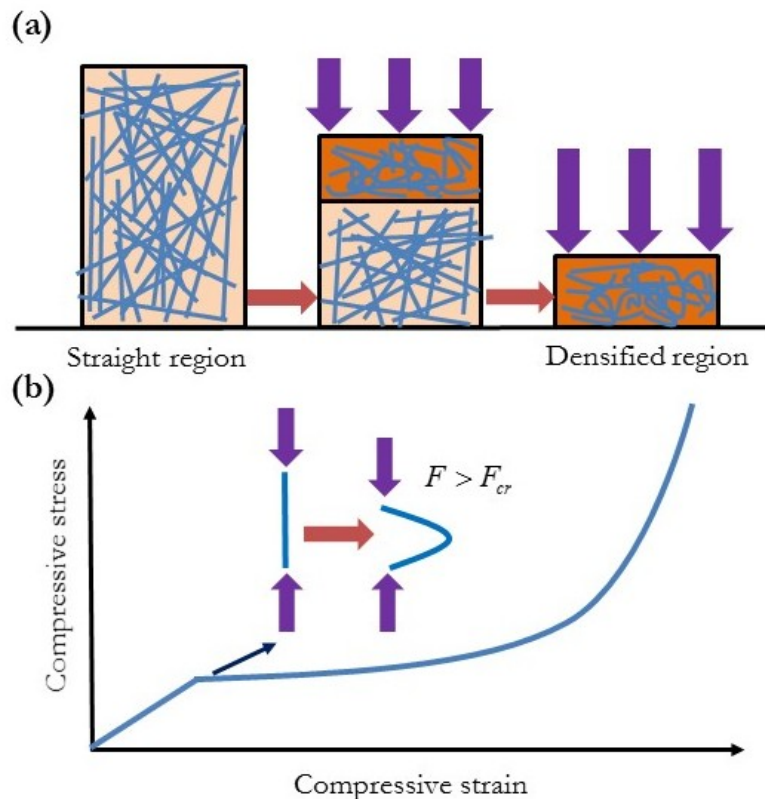 (a)
Straight region
Densified region
(b)
F > Fcr
Compressive stress
Compressive strain